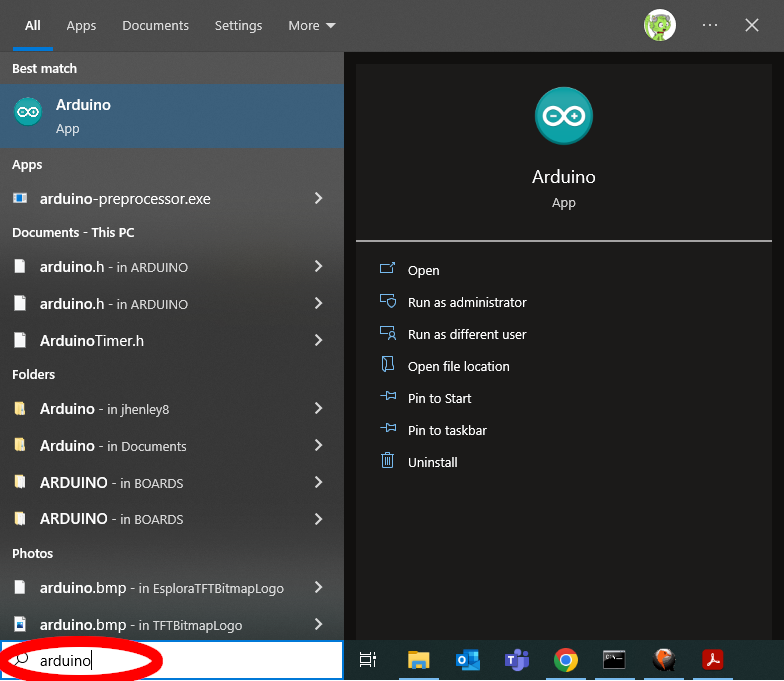 All Apps Documents Settings More
Best match
Arduino
App
Apps
arduino-preprocessor.exe
Documents - This PC
arduino.h - in ARDUINO
arduino.h - in ARDUINO
ArduinoTimer.h
Folders
Arduino - in jhenley8
Arduino - in Documents
ARDUINO - in BOARDS
ARDUINO - in BOARDS
Photos
arduino.bmp - in EsploraTFTBitmapLogo
arduino.bmp - in TFTBitmapLogo
arduino
Arduino
App
Open
Run as administrator
Run as different user
Open file location
Pin to Start
Pin to taskbar
Uninstall